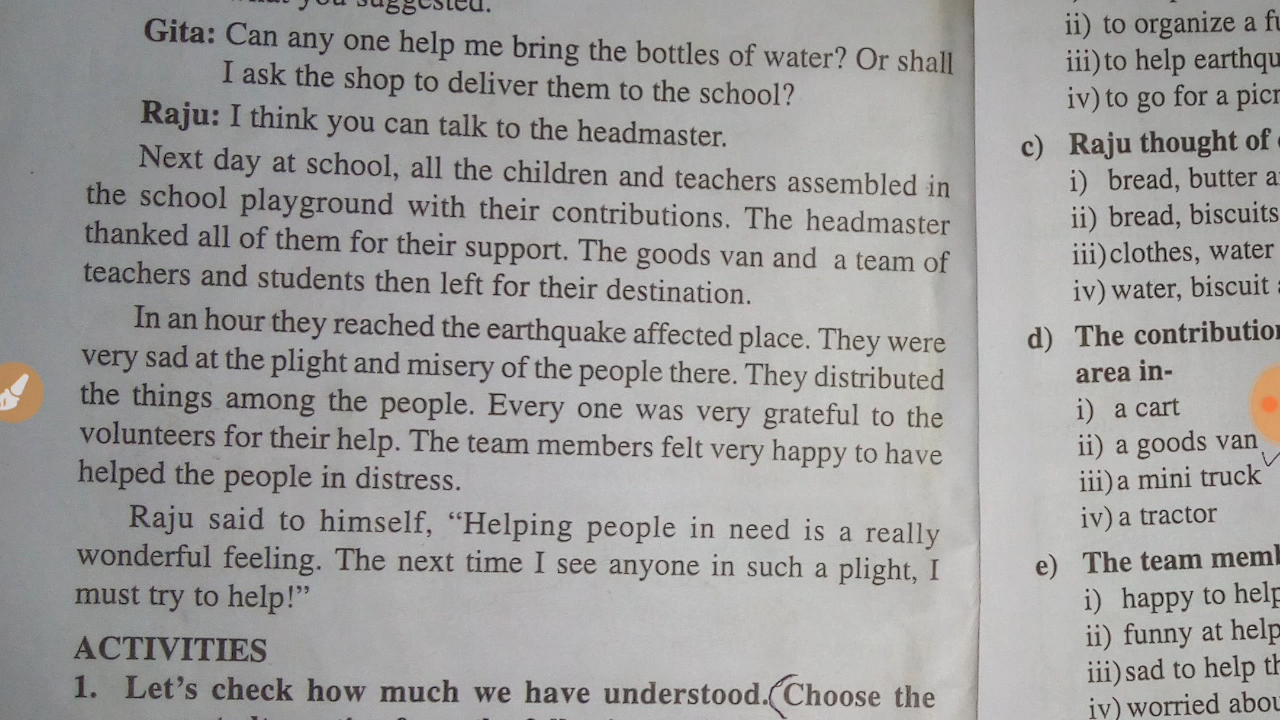 you suggested.
Gita: Can any one help me bring the bottles of water? Or shall
I ask the shop to deliver them to the school?
Raju: I think you can talk to the headmaster.
Next day at school, all the children and teachers assembled in
the school playground with their contributions. The headmaster
thanked all of them for their support. The goods van and a team of
teachers and students then left for their destination.
In an hour they reached the earthquake affected place. They were
very sad at the plight and misery of the people there. They distributed
the things among the people. Every one was very grateful to the
volunteers for their help. The team members felt very happy to have
helped the people in distress.
Raju said to himself, “Helping people in need is a really
wonderful feeling. The next time I see anyone in such a plight, I
must try to help!”
ACTIVITIES
1. Let’s check how much we have understood. (Choose the
ii) to organize a
iii) to help
iv) to go for a
c) Raju thought of
i) bread, butter
ii) bread, biscuits
iii) clothes, water
iv) water, biscuit
d) The
area in-
i) a cart
ii) a goods van
iii) a mini truck
iv) a tractor
e) The team
i) happy to help
ii) funny at help
iii) sad to help
iv) worried